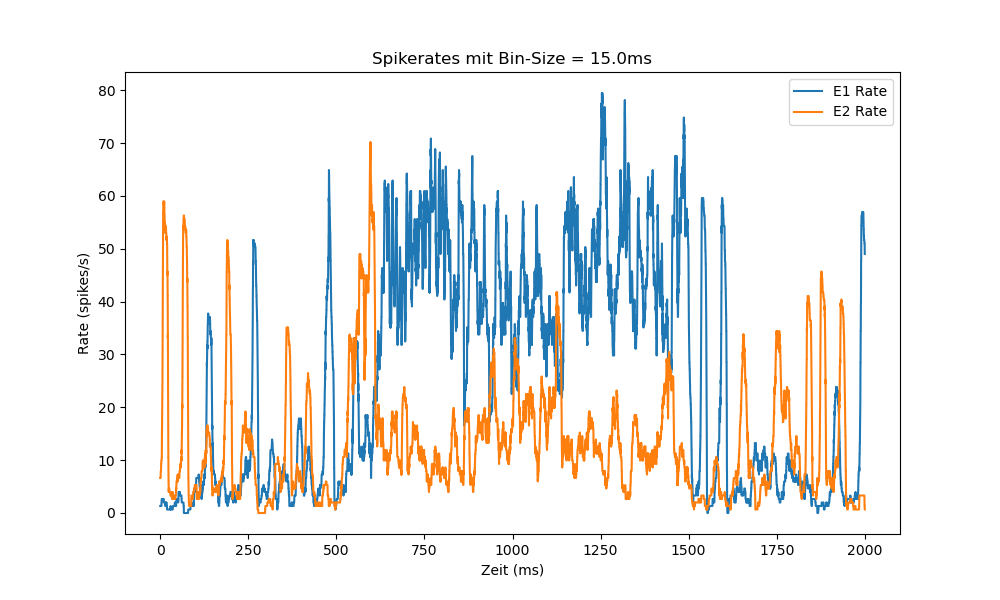 Spikerates mit Bin-Size = 15.0ms
E1 Rate
E2 Rate
Rate (spikes/s)
80
70
60
50
40
30
20
10
0
0 250 500 750 1000 1250 1500 1750 2000
Zeit (ms)